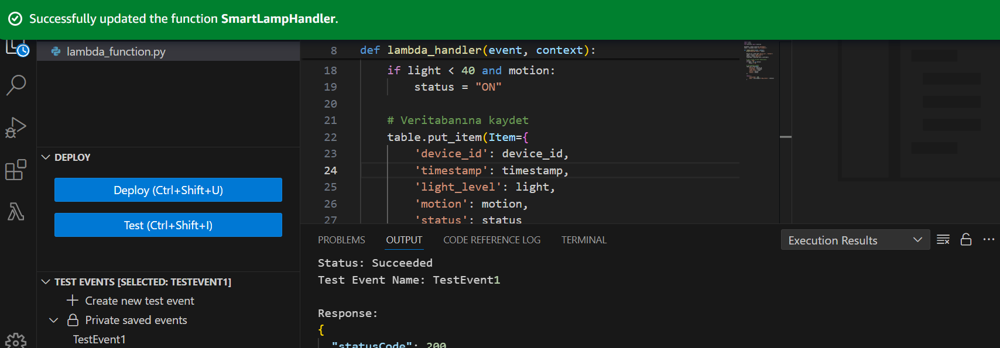 Successfully updated the function SmartLampHandler.
lambda_function.py
DEPLOY
Deploy (Ctrl+Shift+U)
Test (Ctrl+Shift+I)
TEST EVENTS [SELECTED: TESTEVENT1]
Create new test event
Private saved events
TestEvent1
8 def lambda_handler(event, context):
18 if light < 40 and motion:
19 status = "ON"
20
21 # Veritabanına kaydet
22 table.put_item(Item={
23 'device_id': device_id,
24 'timestamp': timestamp,
25 'light_level': light,
26 'motion': motion,
27 'status': status
PROBLEMS OUTPUT CODE REFERENCE LOG TERMINAL Execution Results
Status: Succeeded
Test Event Name: TestEvent1
Response:
{
"statusCode": 200